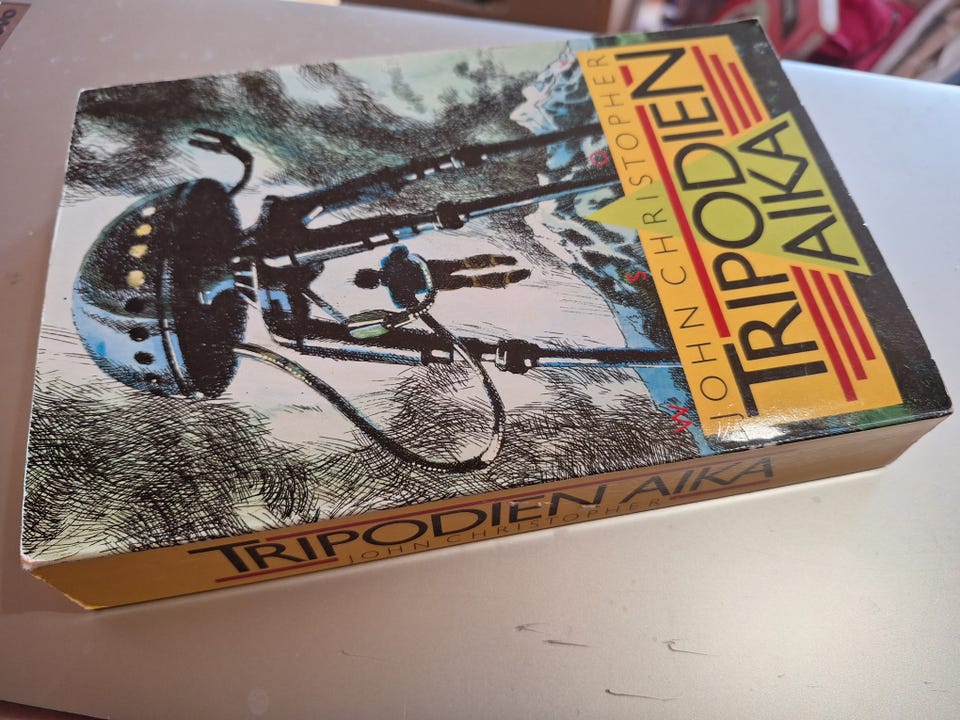 W S O
JOHN CHRISTOPHER
TRIPODIEN
AIKA
TRIPODIEN AIKA
JOHN CHRISTOPHER